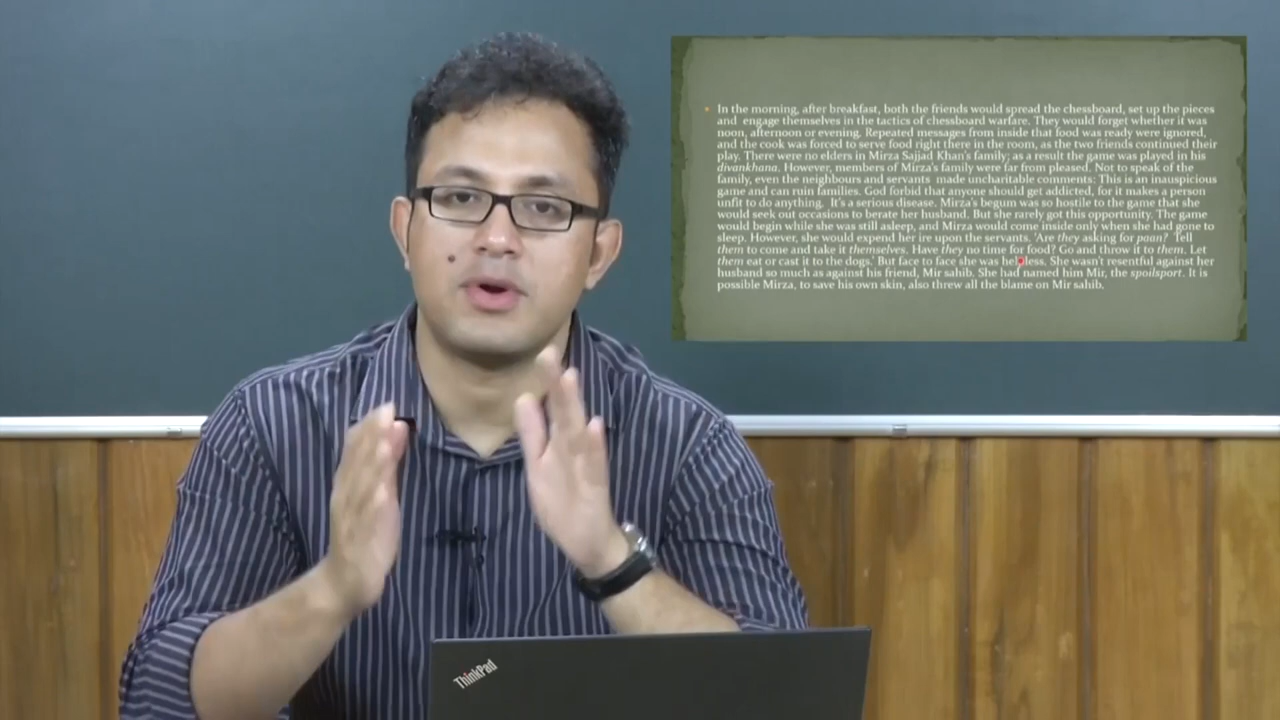 In the morning, after breakfast, both the friends would spread the chessboard, set up the pieces
and engage themselves in the tactics of chessboard warfare. They would forget whether it was
noon, afternoon or evening. Repeated messages from inside that food was ready were ignored,
and the cook was forced to serve food right there in the room, as the two friends continued their
play. There were no elders in Mirza Sajjad Khan's family; as a result the game was played in his
divankhana. However, members of Mirza's family were far from pleased. Not to speak of the
family, even the neighbours and servants made uncharitable comments: This is an inauspicious
game and can ruin families. God forbid that anyone should get addicted, for it makes a person
unfit to do anything. It's a serious disease. Mirza's begum was so hostile to the game that she
would seek out occasions to berate her husband. But she rarely got this opportunity. The game
would begin while she was still asleep, and Mirza would come inside only when she had gone to
sleep. However, she would expend her ire upon the servants. 'Are they asking for paan? Tell
them to come and take it themselves. Have they no time for food? Go and throw it to them. Let
them eat or cast it to the dogs.' But face to face she was helpless. She wasn't resentful against her
husband so much as against his friend, Mir sahib. She had named him Mir, the spoilsport. It is
possible Mirza, to save his own skin, also threw all the blame on Mir sahib.
ThinkPad